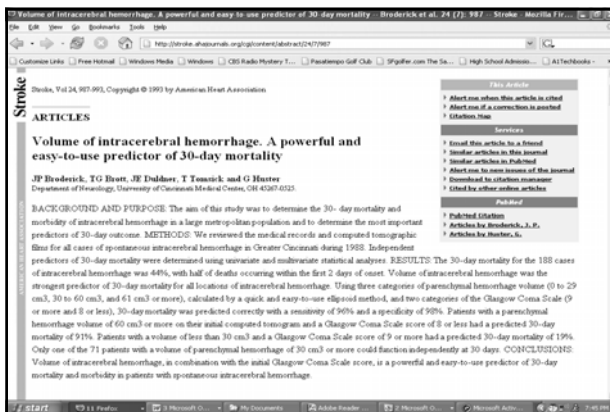 Volume of intracerebral hemorrhage. A powerful and easy to use predictor of 30-day mortality -- Broderick et al. 24 (7): 987 -- Stroke - Mozilla Fir...
File Edit View Go Bookmarks Tools Help
http://stroke.ahajournals.org/cgi/content/abstract/24/7/987
Customize Links Free Hotmail Windows Media Windows CBS Radio Mystery T... Pasatiempo Golf Club SFgolfer.com The Sa... High School Admissio... A1Techbooks -
Stroke
AMERICAN HEART ASSOCIATION
Stroke, Vol 24, 987-993, Copyright © 1993 by American Heart Association
ARTICLES
Volume of intracerebral hemorrhage. A powerful and
easy-to-use predictor of 30-day mortality
JP Broderick, TG Brott, JE Duldner, T Tomsick and G Huster
Department of Neurology, University of Cincinnati Medical Center, OH 45267-0525.
This Article
Alert me when this article is cited
Alert me if a correction is posted
Citation Map
Services
Email this article to a friend
Similar articles in this journal
Similar articles in PubMed
Alert me to new issues of the journal
Download to citation manager
Cited by other online articles
PubMed
PubMed Citation
Articles by Broderick, J. P.
Articles by Huster, G.
BACKGROUND AND PURPOSE: The aim of this study was to determine the 30- day mortality and
morbidity of intracerebral hemorrhage in a large metropolitan population and to determine the most important
predictors of 30-day outcome. METHODS: We reviewed the medical records and computed tomographic
films for all cases of spontaneous intracerebral hemorrhage in Greater Cincinnati during 1988. Independent
predictors of 30-day mortality were determined using univariate and multivariate statistical analyses. RESULTS: The 30-day mortality for the 188 cases
of intracerebral hemorrhage was 44%, with half of deaths occurring within the first 2 days of onset. Volume of intracerebral hemorrhage was the
strongest predictor of 30-day mortality for all locations of intracerebral hemorrhage. Using three categories of parenchymal hemorrhage volume (0 to 29
cm3, 30 to 60 cm3, and 61 cm3 or more), calculated by a quick and easy-to-use ellipsoid method, and two categories of the Glasgow Coma Scale (9
or more and 8 or less), 30-day mortality was predicted correctly with a sensitivity of 96% and a specificity of 98%. Patients with a parenchymal
hemorrhage volume of 60 cm3 or more on their initial computed tomogram and a Glasgow Coma Scale score of 8 or less had a predicted 30-day
mortality of 91%. Patients with a volume of less than 30 cm3 and a Glasgow Coma Scale score of 9 or more had a predicted 30-day mortality of 19%.
Only one of the 71 patients with a volume of parenchymal hemorrhage of 30 cm3 or more could function independently at 30 days. CONCLUSIONS:
Volume of intracerebral hemorrhage, in combination with the initial Glasgow Coma Scale score, is a powerful and easy-to-use predictor of 30-day
mortality and morbidity in patients with spontaneous intracerebral hemorrhage.
start 11 Firefox 3 Microsoft O... My Documents Adobe Reader ... 2 Microsoft O... Microsoft Acti... 7:45 PM